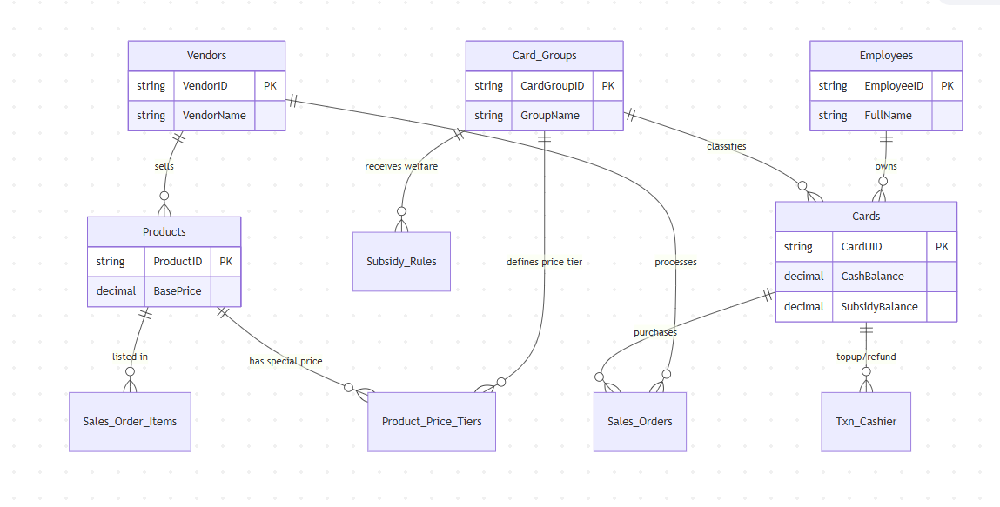 Vendors
string VendorID PK
string VendorName
Card_Groups
string CardGroupID PK
string GroupName
Employees
string EmployeeID PK
string FullName
classifies
sells
receives welfare
owns
Cards
string CardUID PK
decimal CashBalance
decimal SubsidyBalance
Products
string ProductID PK
decimal BasePrice
Subsidy_Rules
defines price tier
processes
purchases
listed in
has special price
topup/refund
Sales_Order_Items
Product_Price_Tiers
Sales_Orders
Txn_Cashier